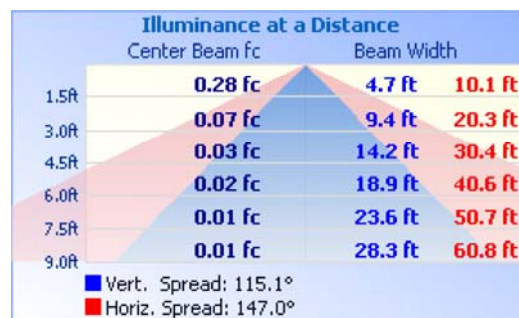 Illuminance at a Distance
Center Beam fc Beam Width
0.28 fc 4.7 ft 10.1 ft
1.5ft
0.07 fc 9.4 ft 20.3 ft
3.0ft
0.03 fc 14.2 ft 30.4 ft
4.5ft
0.02 fc 18.9 ft 40.6 ft
6.0ft
0.01 fc 23.6 ft 50.7 ft
7.5ft
0.01 fc 28.3 ft 60.8 ft
9.0ft
Vert. Spread: 115.1°
Horiz. Spread: 147.0°